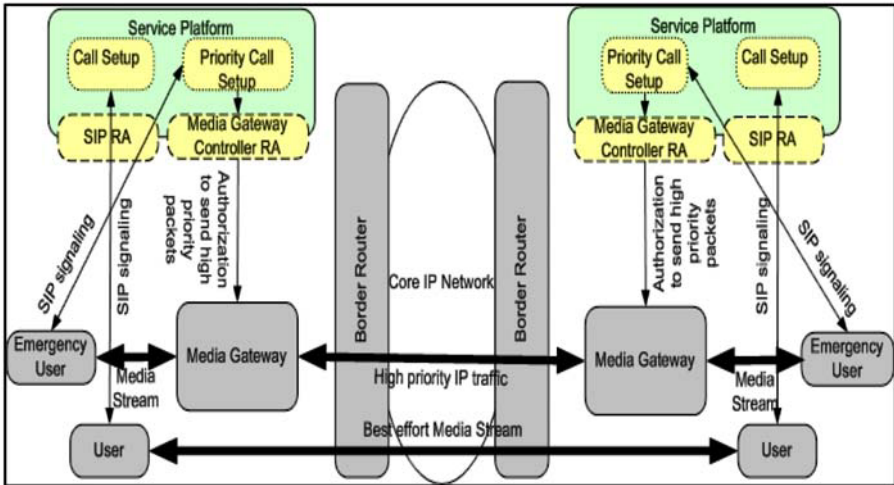 Service Platform
Call Setup
Priority Call
Setup
SIP RA
Media Gateway
Controller RA
SIP signaling
SIP signaling
Authorization
to send high
priority
packets
Emergency
User
Media
Stream
Media Gateway
User
Border Router
Core IP Network
High priority IP traffic
Best effort Media Stream
Border Router
Service Platform
Priority Call
Setup
Call Setup
Media Gateway
Controller RA
SIP RA
Authorization
to send high
priority
packets
SIP signaling
SIP signaling
Media Gateway
Emergency
User
Media
Stream
User